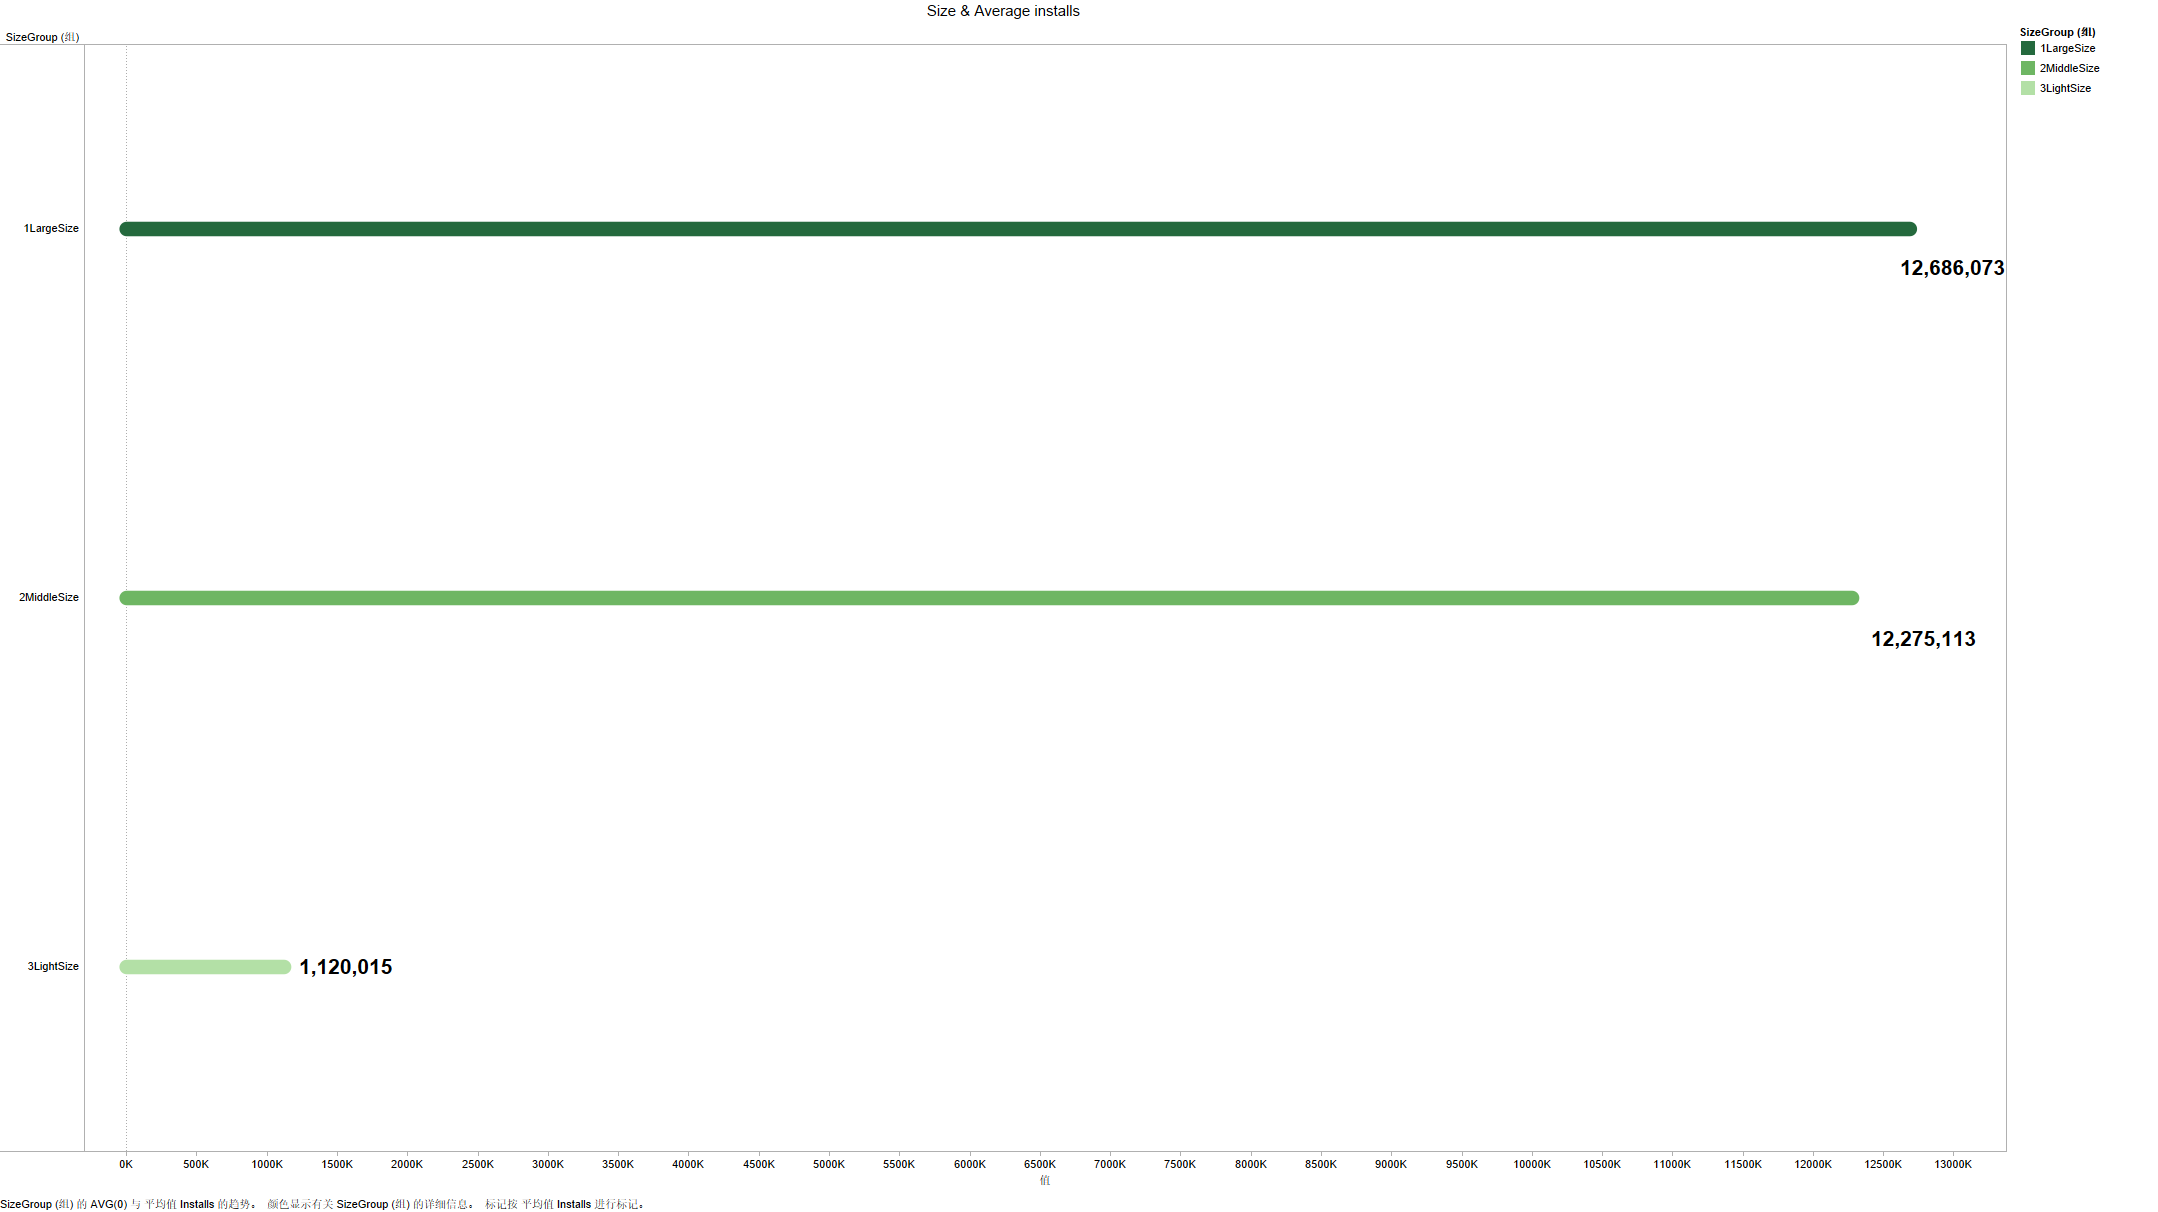 Size & Average installs
SizeGroup (组)
SizeGroup (组)
1LargeSize
2MiddleSize
3LightSize
1LargeSize
12,686,073
2MiddleSize
12,275,113
3LightSize
1,120,015
0K 500K 1000K 1500K 2000K 2500K 3000K 3500K 4000K 4500K 5000K 5500K 6000K 6500K 7000K 7500K 8000K 8500K 9000K 9500K 10000K 10500K 11000K 11500K 12000K 12500K 13000K
值
SizeGroup (组) 的 AVG(0) 与 平均值 Installs 的趋势。 颜色显示有关 SizeGroup (组) 的详细信息。 标记按 平均值 Installs 进行标记。